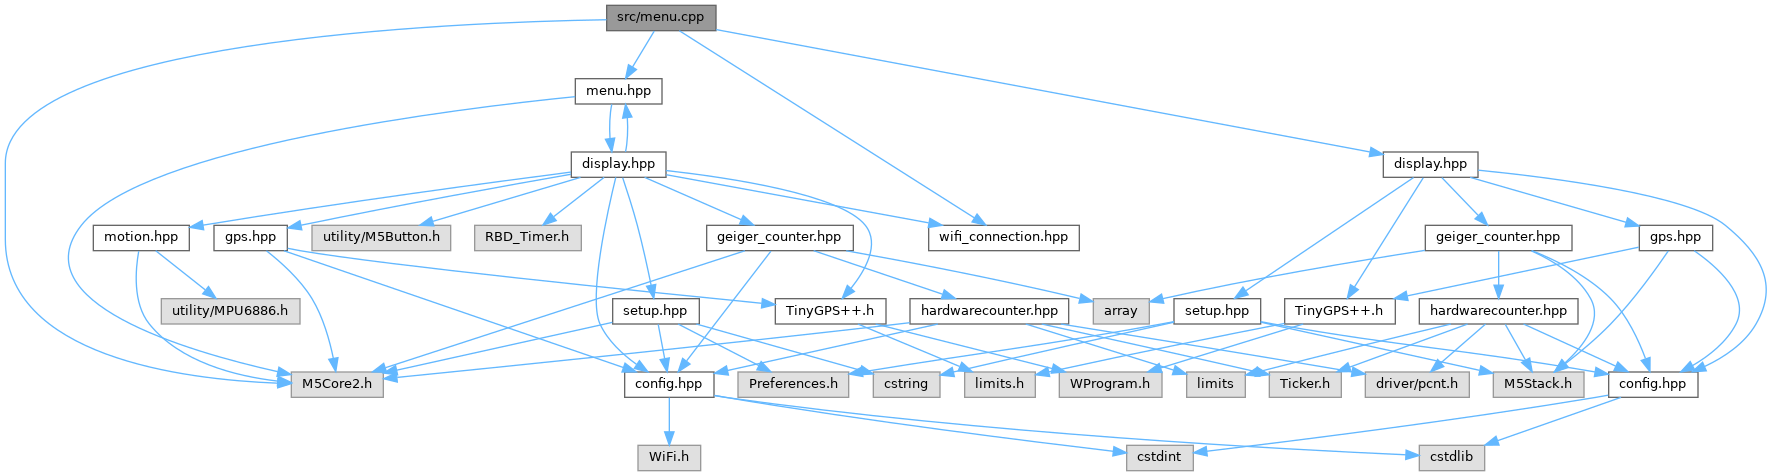 src/menu.cpp
menu.hpp
display.hpp
display.hpp
motion.hpp
gps.hpp
utility/M5Button.h
RBD_Timer.h
geiger_counter.hpp
wifi_connection.hpp
geiger_counter.hpp
gps.hpp
utility/MPU6886.h
setup.hpp
TinyGPS++.h
hardwarecounter.hpp
array
setup.hpp
TinyGPS++.h
hardwarecounter.hpp
M5Core2.h
config.hpp
Preferences.h
cstring
limits.h
WProgram.h
limits
Ticker.h
driver/pcnt.h
M5Stack.h
config.hpp
WiFi.h
cstdint
cstdlib